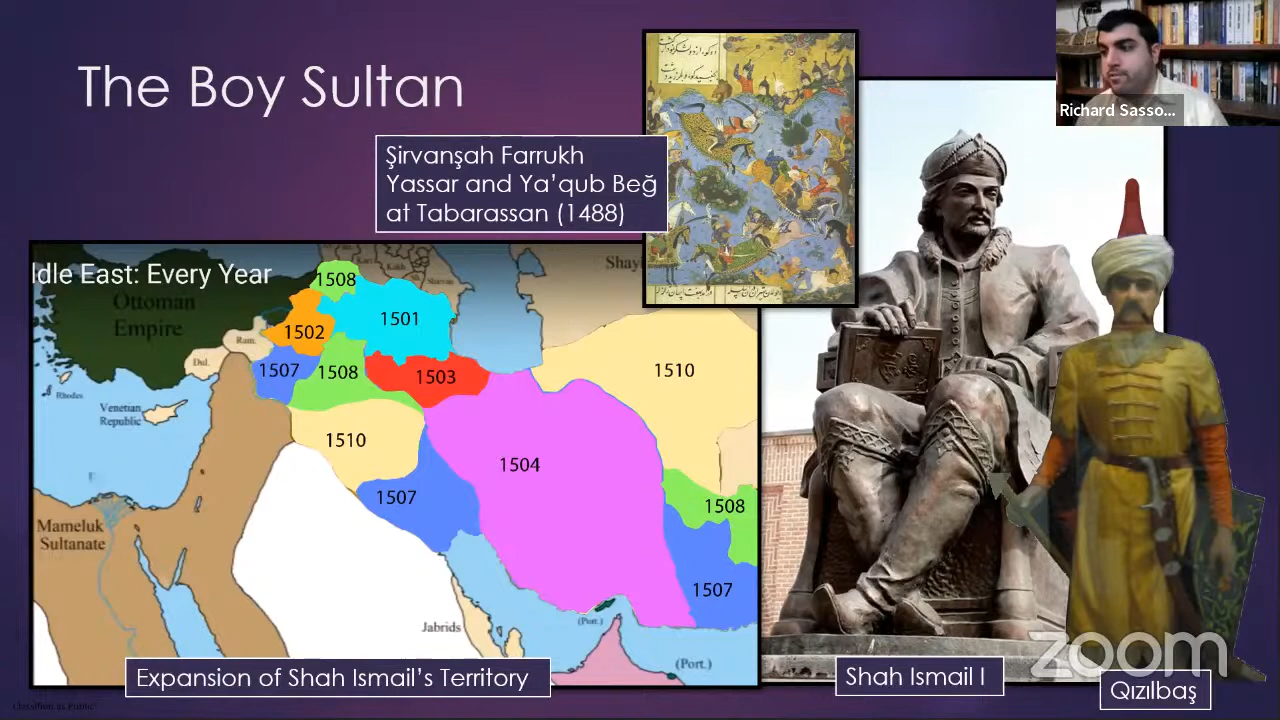 The Boy Sultan
Richard Sasso...
Şirvanşah Farrukh
Yassar and Ya'qub Beğ
at Tabarassan (1488)
ddle East: Every Year
Ottoman
Empire
Shayi
1508
1501
1502
Ram.
Dul.
1507
1508
1503
1510
Rhodes
Venetian
Republic
1510
1504
1507
1508
Mameluk
Sultanate
1507
Jabrids
(Port.)
(Port.)
Expansion of Shah Ismail's Territory
Shah Ismail I
Qızılbaş
zoom